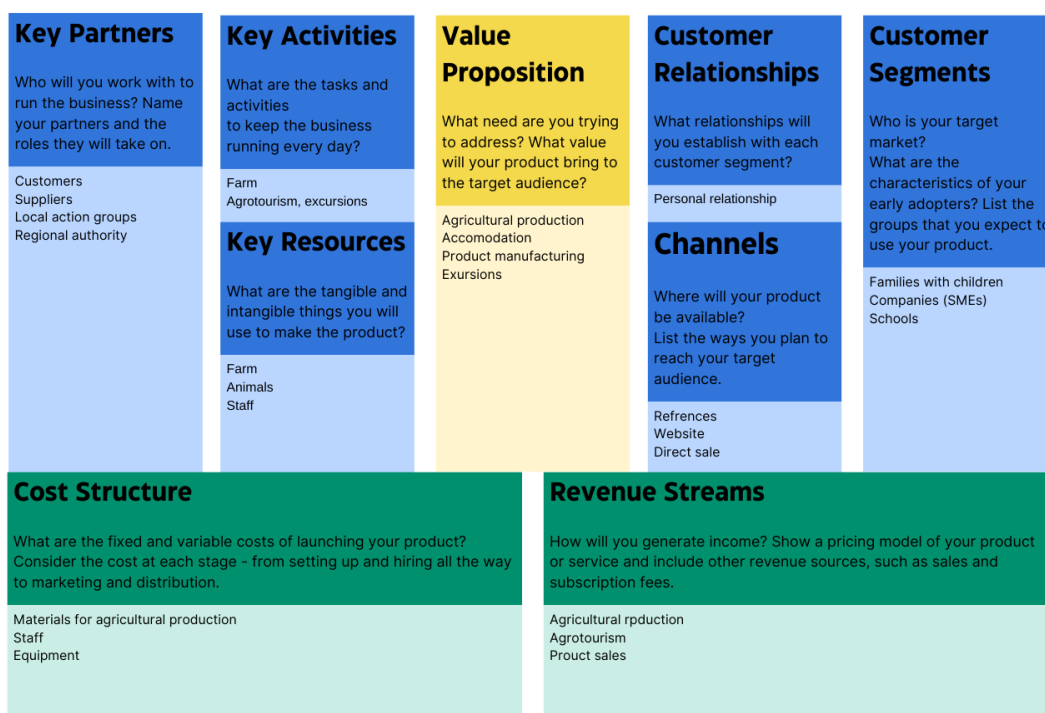 Key Partners
Who will you work with to
run the business? Name
your partners and the
roles they will take on.
Customers
Suppliers
Local action groups
Regional authority
Key Activities
What are the tasks and
activities
to keep the business
running every day?
Farm
Agrotourism, excursions
Key Resources
What are the tangible and
intangible things you will
use to make the product?
Farm
Animals
Staff
Value
Proposition
What need are you trying
to address? What value
will your product bring to
the target audience?
Agricultural production
Accomodation
Product manufacturing
Exursions
Customer
Relationships
What relationships will
you establish with each
customer segment?
Personal relationship
Channels
Where will your product
be available?
List the ways you plan to
reach your target
audience.
Refrences
Website
Direct sale
Customer
Segments
Who is your target
market?
What are the
characteristics of your
early adopters? List the
groups that you expect to
use your product.
Families with children
Companies (SMEs)
Schools
Cost Structure
What are the fixed and variable costs of launching your product?
Consider the cost at each stage - from setting up and hiring all the way
to marketing and distribution.
Materials for agricultural production
Staff
Equipment
Revenue Streams
How will you generate income? Show a pricing model of your product
or service and include other revenue sources, such as sales and
subscription fees.
Agricultural rpduction
Agrotourism
Prouct sales